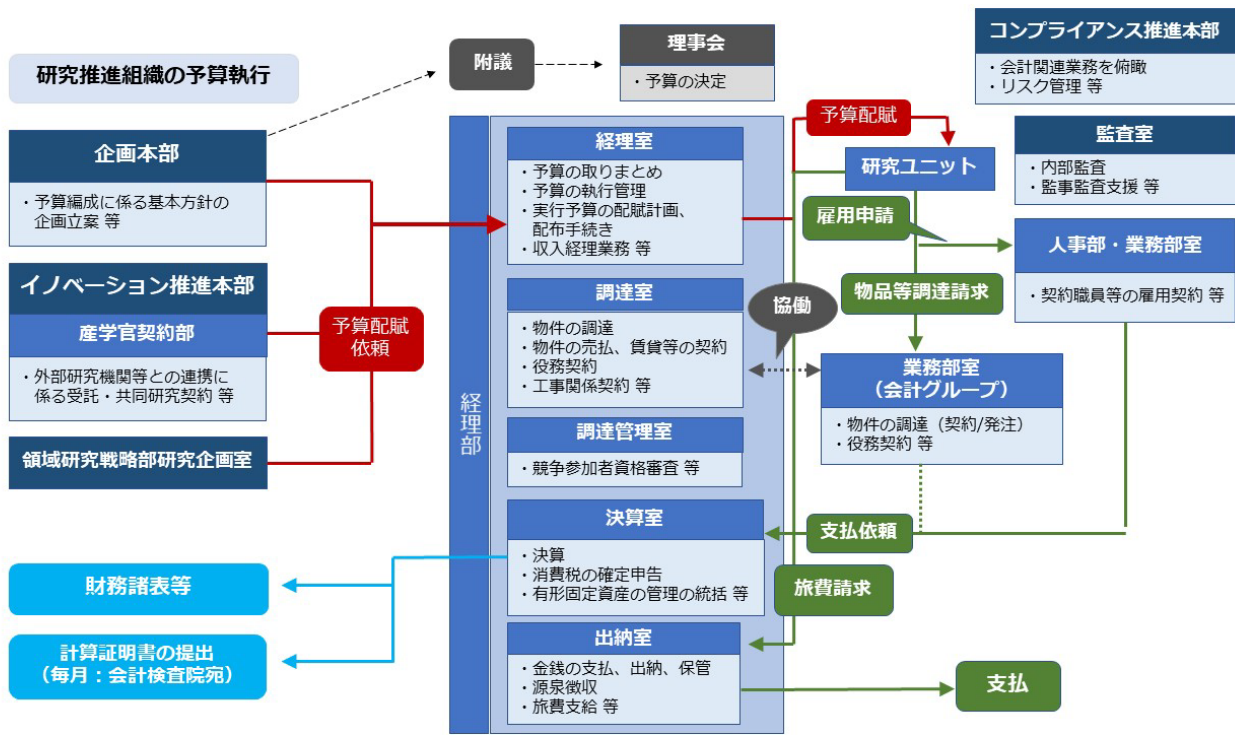 研究推進組織の予算執行
附議
理事会
・予算の決定
コンプライアンス推進本部
・会計関連業務を俯瞰
・リスク管理 等
企画本部
・予算編成に係る基本方針の
企画立案 等
イノベーション推進本部
産学官契約部
・外部研究機関等との連携に
係る受託・共同研究契約 等
領域研究戦略部研究企画室
予算配賦
依頼
経理部
経理室
・予算の取りまとめ
・予算の執行管理
・実行予算の配賦計画、
配布手続き
・収入経理業務 等
調達室
・物件の調達
・物件の売払、賃貸等の契約
・役務契約
・工事関係契約 等
調達管理室
・競争参加者資格審査 等
決算室
・決算
・消費税の確定申告
・有形固定資産の管理の統括 等
出納室
・金銭の支払、出納、保管
・源泉徴収
・旅費支給 等
予算配賦
研究ユニット
監査室
・内部監査
・監事監査支援 等
雇用申請
人事部・業務部室
・契約職員等の雇用契約 等
物品等調達請求
協働
業務部室
（会計グループ）
・物件の調達（契約/発注）
・役務契約 等
支払依頼
旅費請求
支払
財務諸表等
計算証明書の提出
（毎月：会計検査院宛）